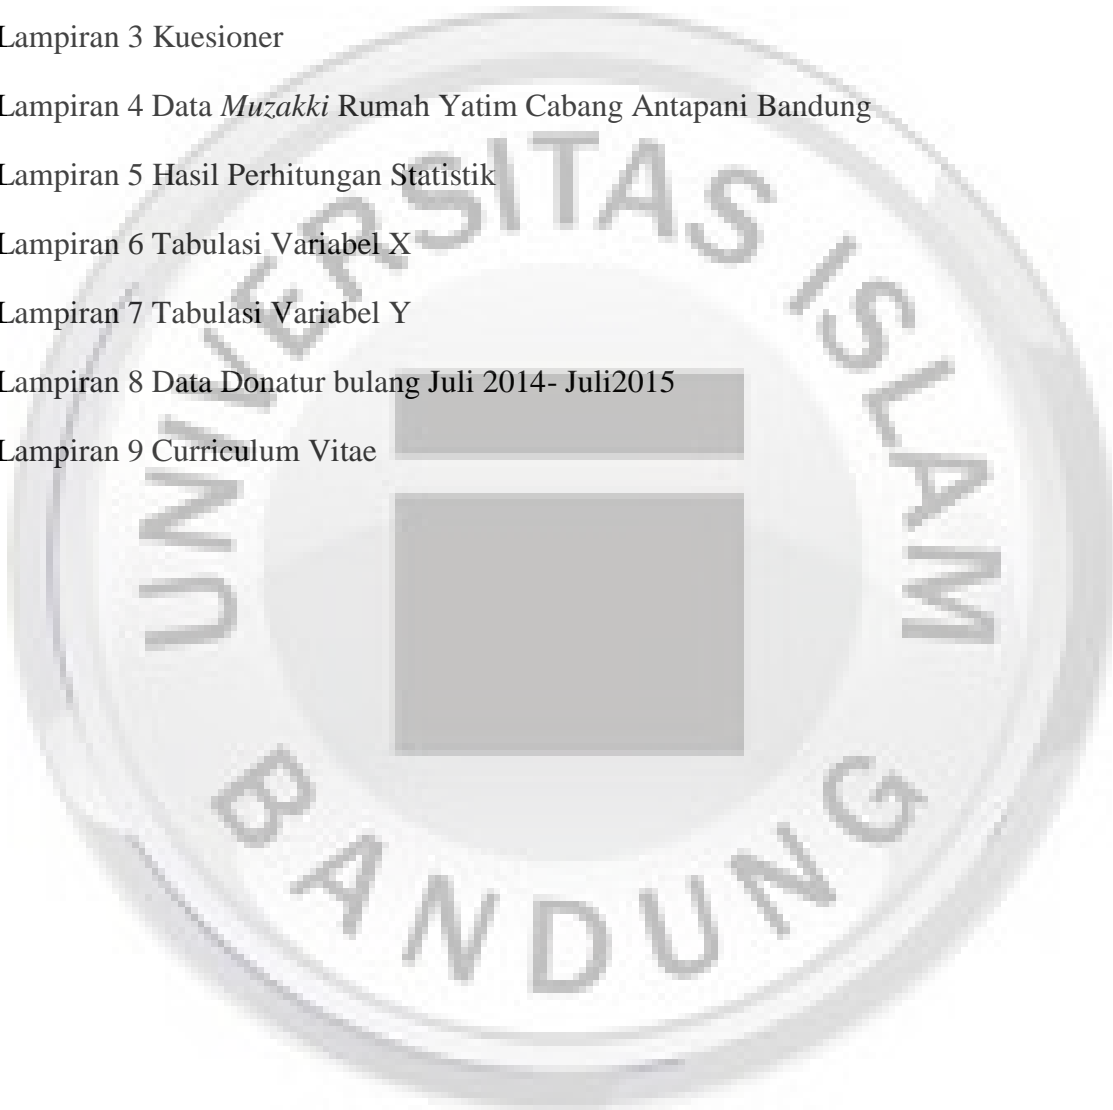 Lampiran 3 Kuesioner
Lampiran 4 Data Muzakki Rumah Yatim Cabang Antapani Bandung
Lampiran 5 Hasil Perhitungan Statistik
Lampiran 6 Tabulasi Variabel X
Lampiran 7 Tabulasi Variabel Y
Lampiran 8 Data Donatur bulang Juli 2014- Juli2015
Lampiran 9 Curriculum Vitae
UNIVERSITAS ISLAM
BANDUNG